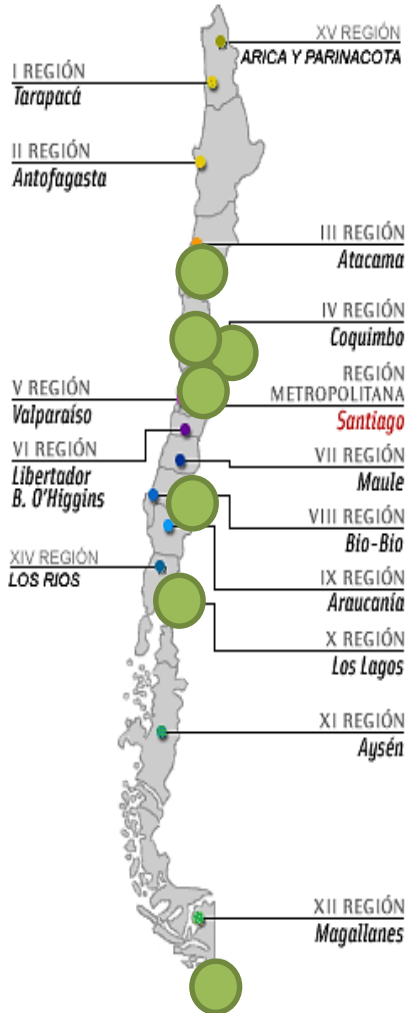 XV REGIÓN
ARICA Y PARINACOTA
I REGIÓN
Tarapacá
II REGIÓN
Antofagasta
III REGIÓN
Atacama
IV REGIÓN
Coquimbo
REGIÓN
METROPOLITANA
Santiago
V REGIÓN
Valparaíso
VI REGIÓN
Libertador
B. O'Higgins
VII REGIÓN
Maule
VIII REGIÓN
Bio-Bio
XIV REGIÓN
LOS RIOS
IX REGIÓN
Araucanía
X REGIÓN
Los Lagos
XI REGIÓN
Aysén
XII REGIÓN
Magallanes